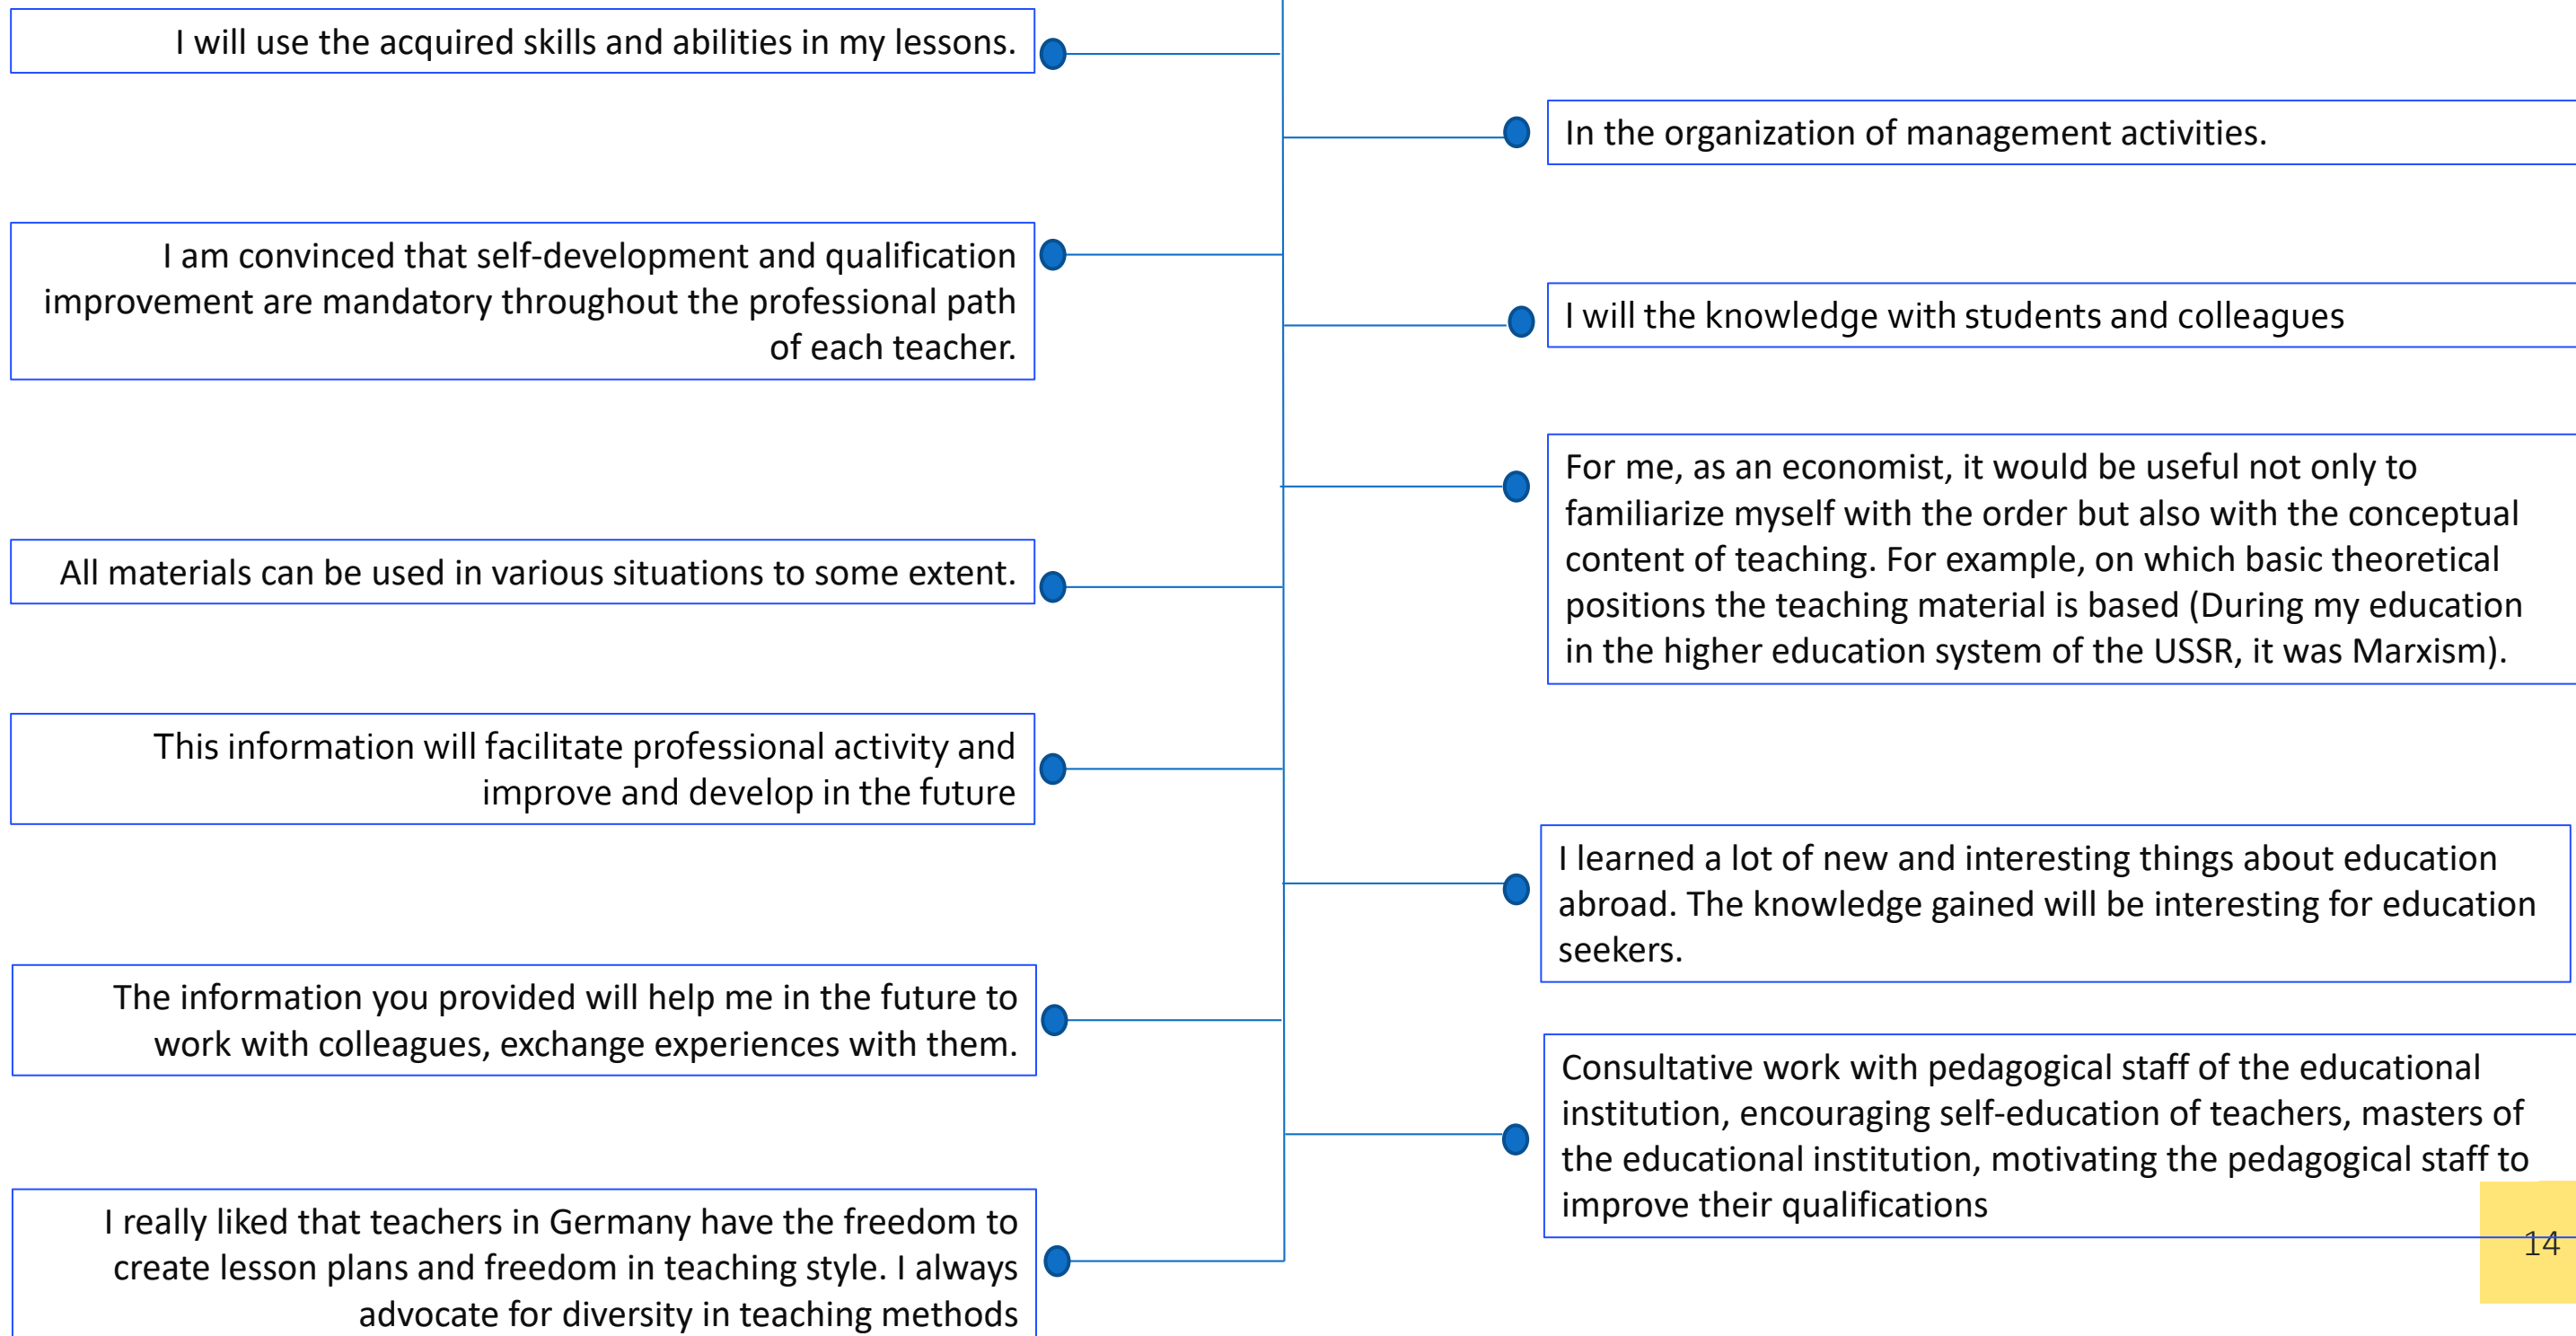 I will use the acquired skills and abilities in my lessons.
In the organization of management activities.
I am convinced that self-development and qualification
improvement are mandatory throughout the professional path
of each teacher.
I will the knowledge with students and colleagues
For me, as an economist, it would be useful not only to
familiarize myself with the order but also with the conceptual
content of teaching. For example, on which basic theoretical
positions the teaching material is based (During my education
in the higher education system of the USSR, it was Marxism).
All materials can be used in various situations to some extent.
This information will facilitate professional activity and
improve and develop in the future
I learned a lot of new and interesting things about education
abroad. The knowledge gained will be interesting for education
seekers.
The information you provided will help me in the future to
work with colleagues, exchange experiences with them.
Consultative work with pedagogical staff of the educational
institution, encouraging self-education of teachers, masters of
the educational institution, motivating the pedagogical staff to
improve their qualifications
I really liked that teachers in Germany have the freedom to
create lesson plans and freedom in teaching style. I always
advocate for diversity in teaching methods
14